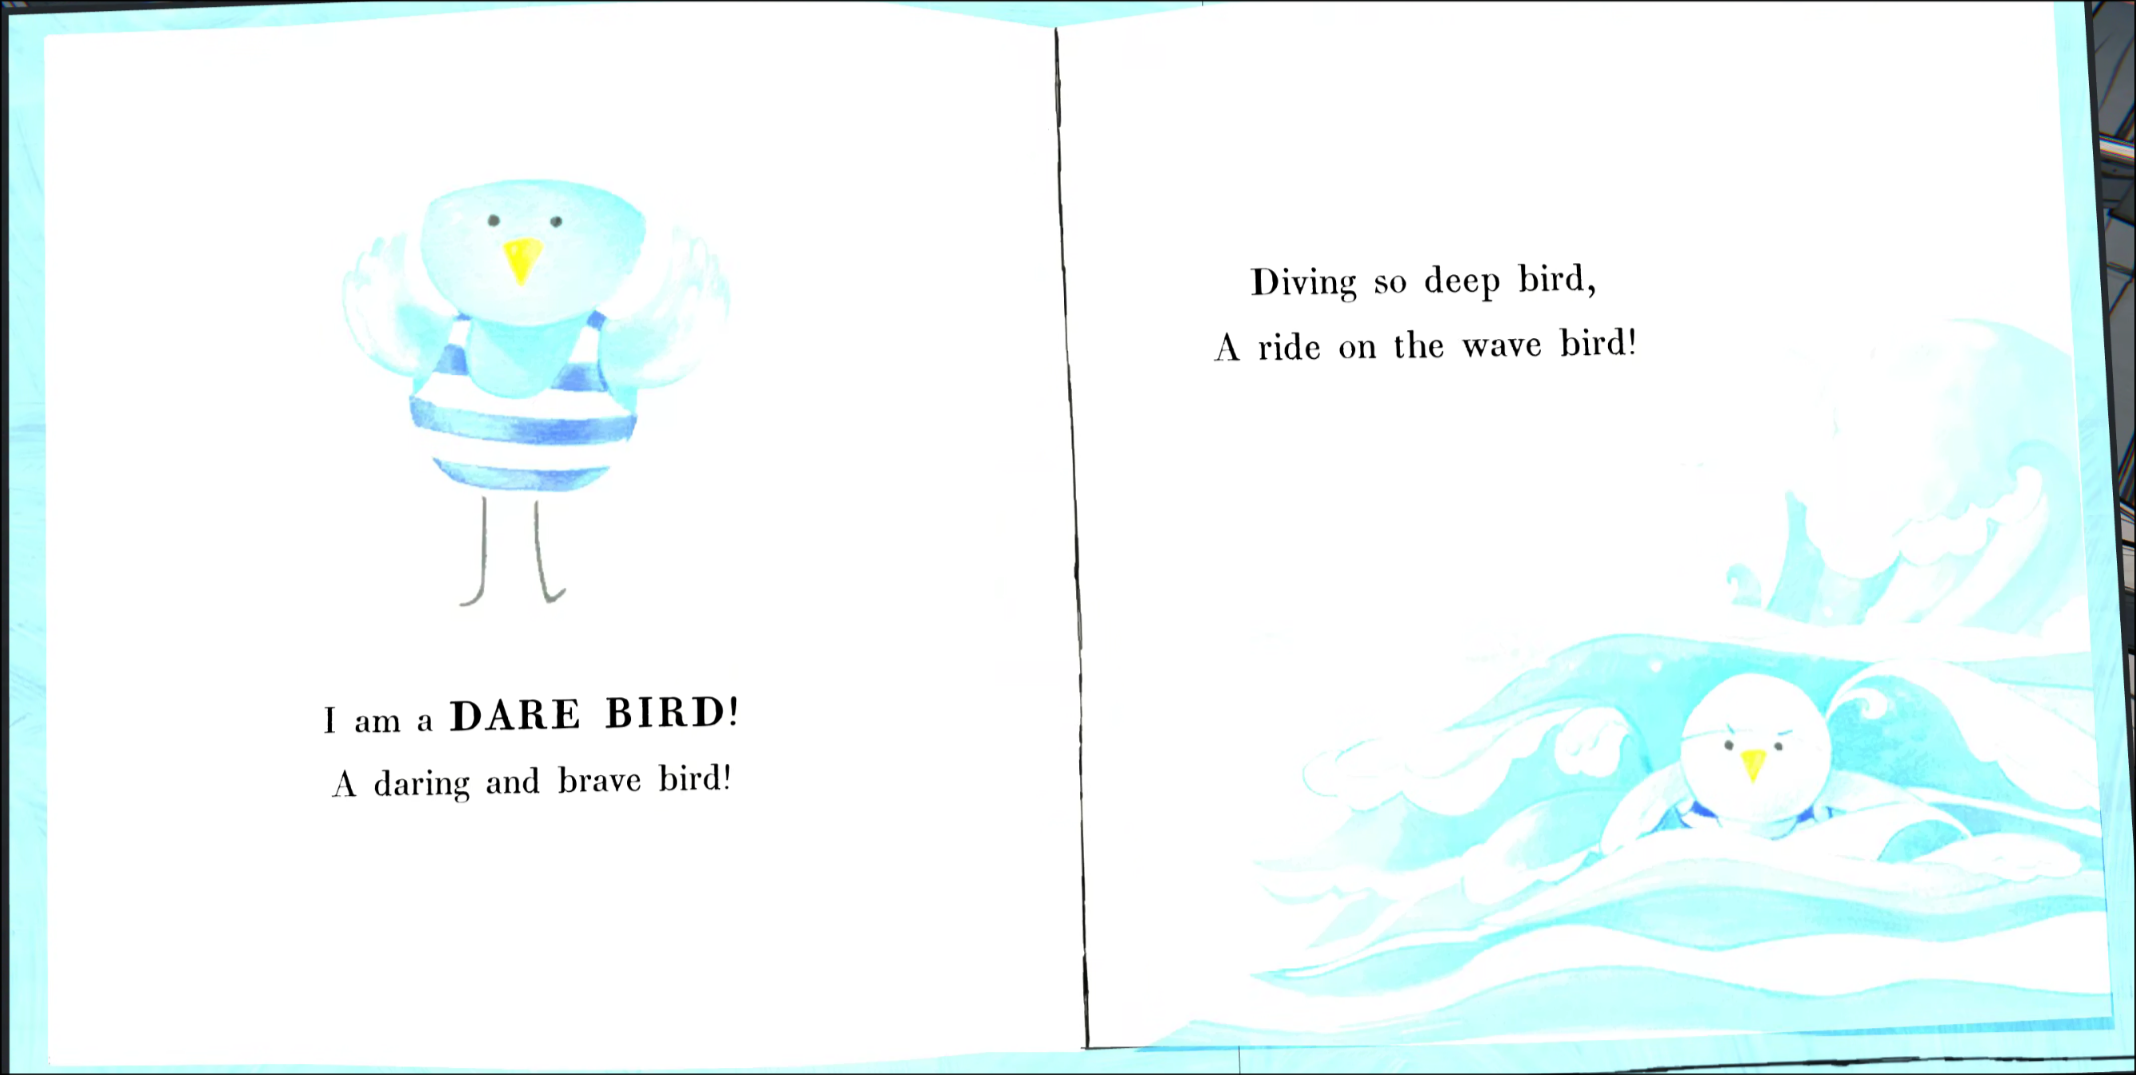 I am a DARE BIRD!
A daring and brave bird!
Diving so deep bird,
A ride on the wave bird!